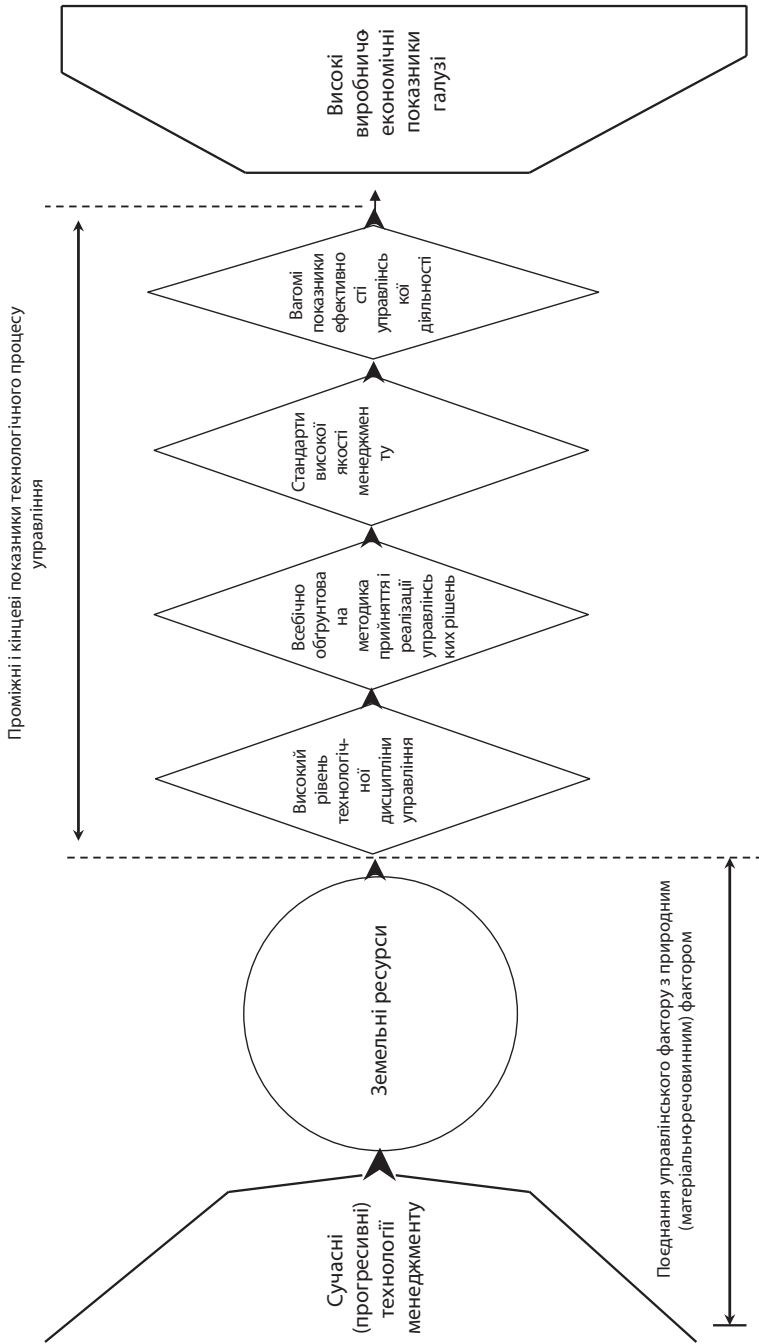 Проміжні і кінцеві показники технологічного процесу
управління
Сучасні
(прогресивні)
технології
менеджменту
Земельні ресурси
Високий
рівень
технологіч-
ної
дисципліни
управління
Всебічно
обґрунтова
на
методика
прийняття і
реалізації
управлінсь
ких рішень
Стандарти
високої
якості
менеджмен
ту
Вагомі
показники
ефективно
сті
управлінсь
кої
діяльності
Високі
виробничо-
економічні
показники
галузі
Поєднання управлінського фактору з природним
(матеріально-речовинним) фактором